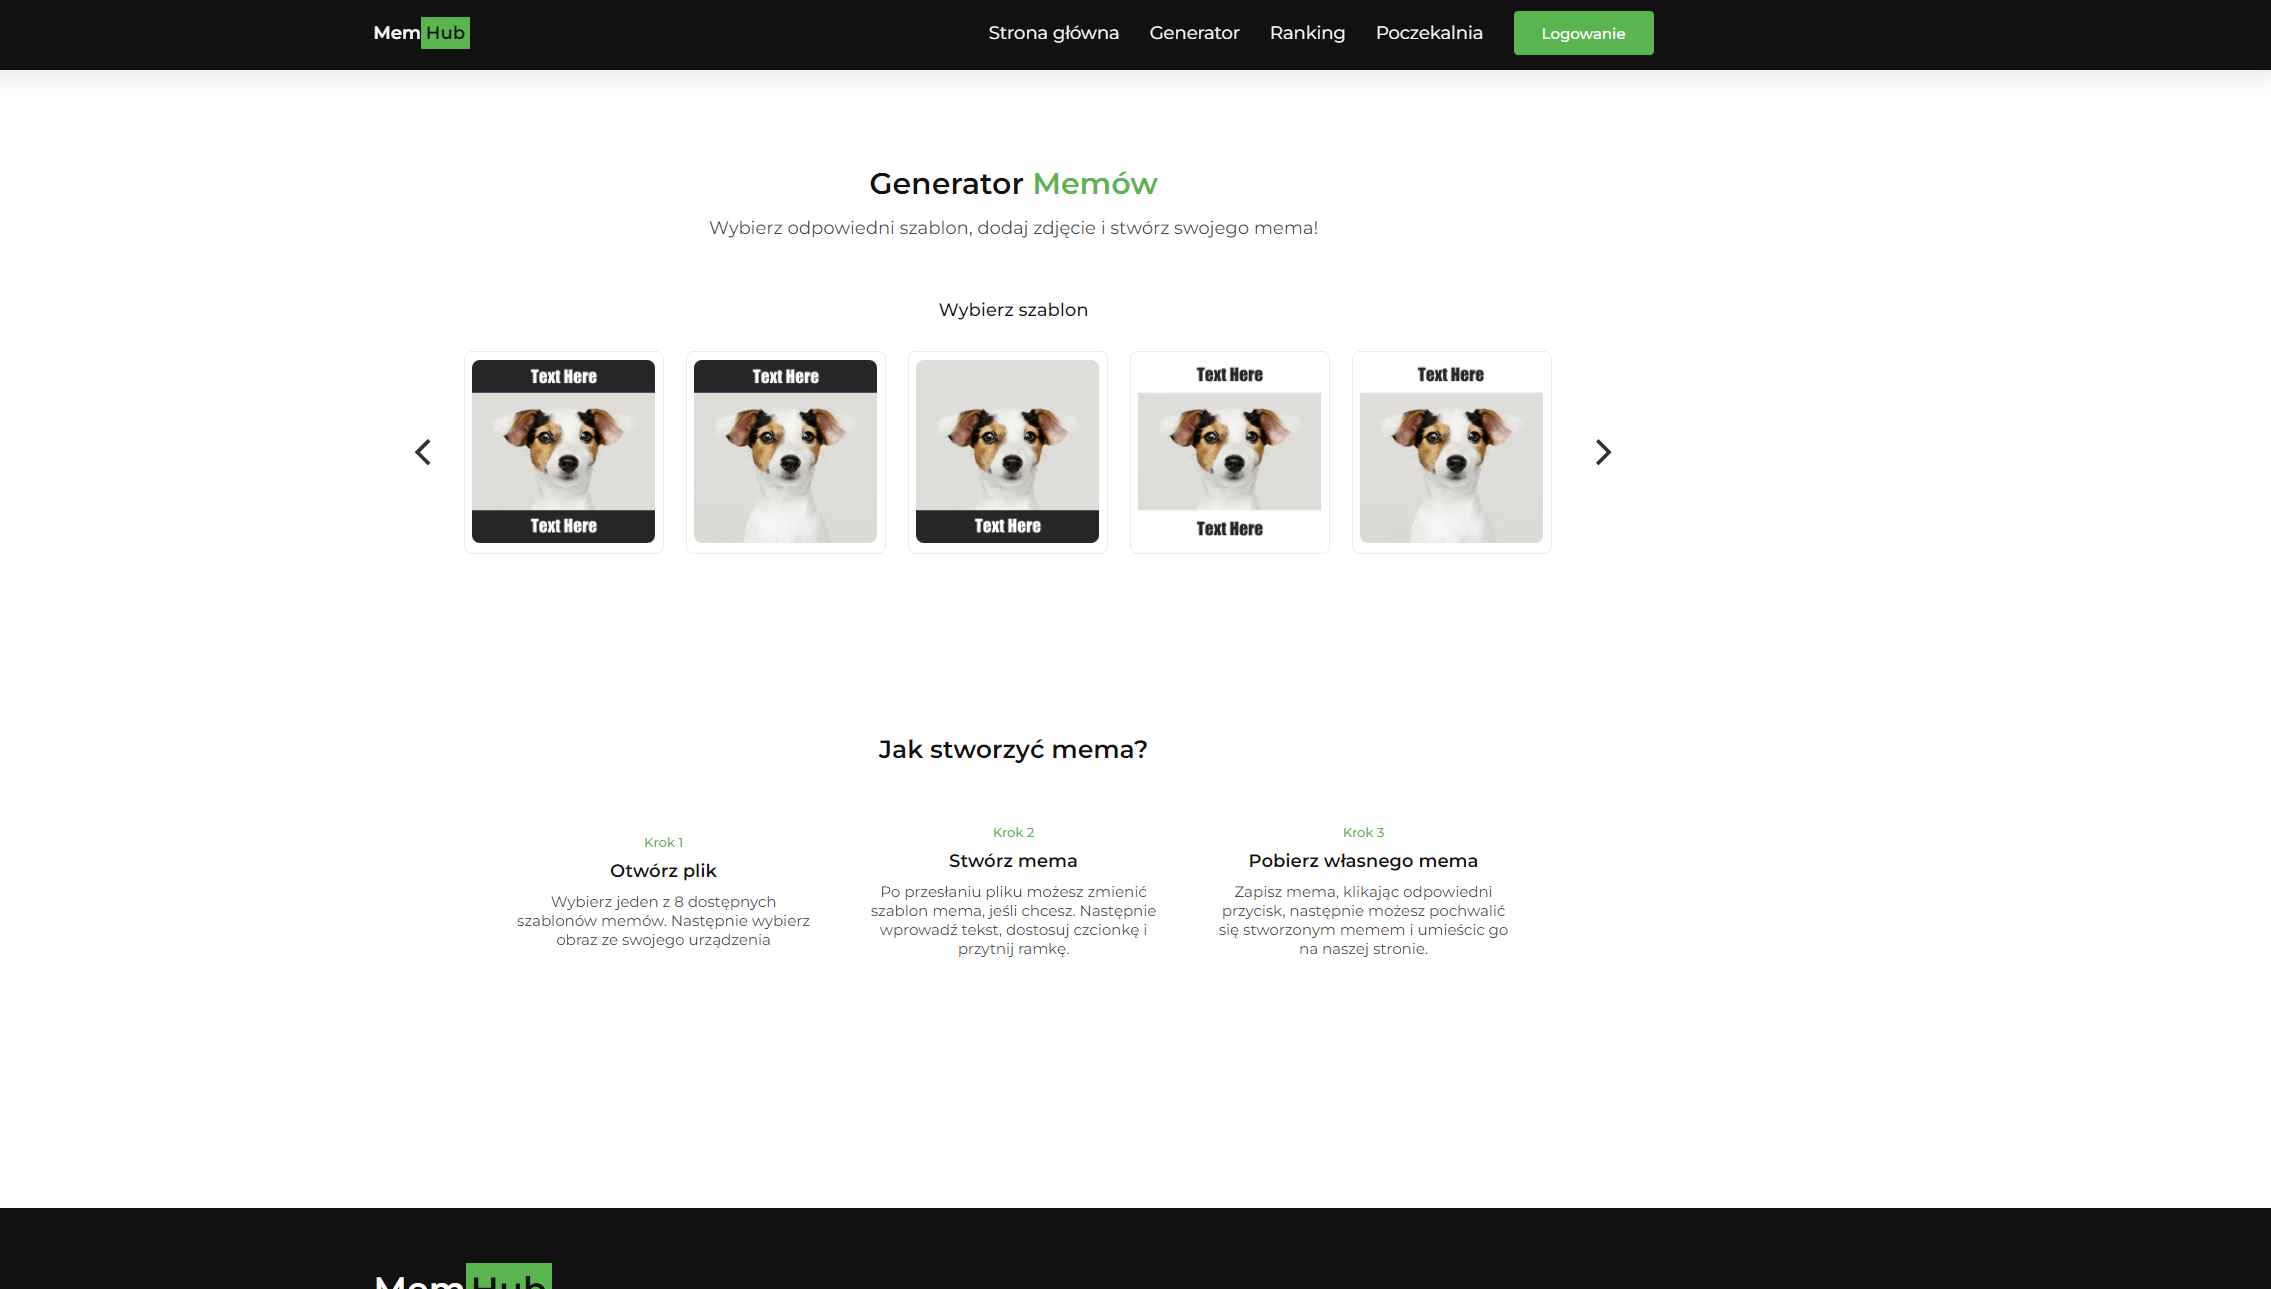 MemHub
Strona główna
Generator
Ranking
Poczekalnia
Logowanie
Generator Memów
Wybierz odpowiedni szablon, dodaj zdjęcie i stwórz swojego mema!
Wybierz szablon
Text Here
Text Here
Text Here
Text Here
Text Here
Text Here
Text Here
Jak stworzyć mema?
Krok 1
Otwórz plik
Wybierz jeden z 8 dostępnych
szablonów memów. Następnie wybierz
obraz ze swojego urządzenia
Krok 2
Stwórz mema
Po przesłaniu pliku możesz zmienić
szablon mema, jeśli chcesz. Następnie
wprowadź tekst, dostosuj czcionkę i
przytnij ramkę.
Krok 3
Pobierz własnego mema
Zapisz mema, klikając odpowiedni
przycisk, następnie możesz pochwalić
się stworzonym memem i umieścic go
na naszej stronie.
MemHub